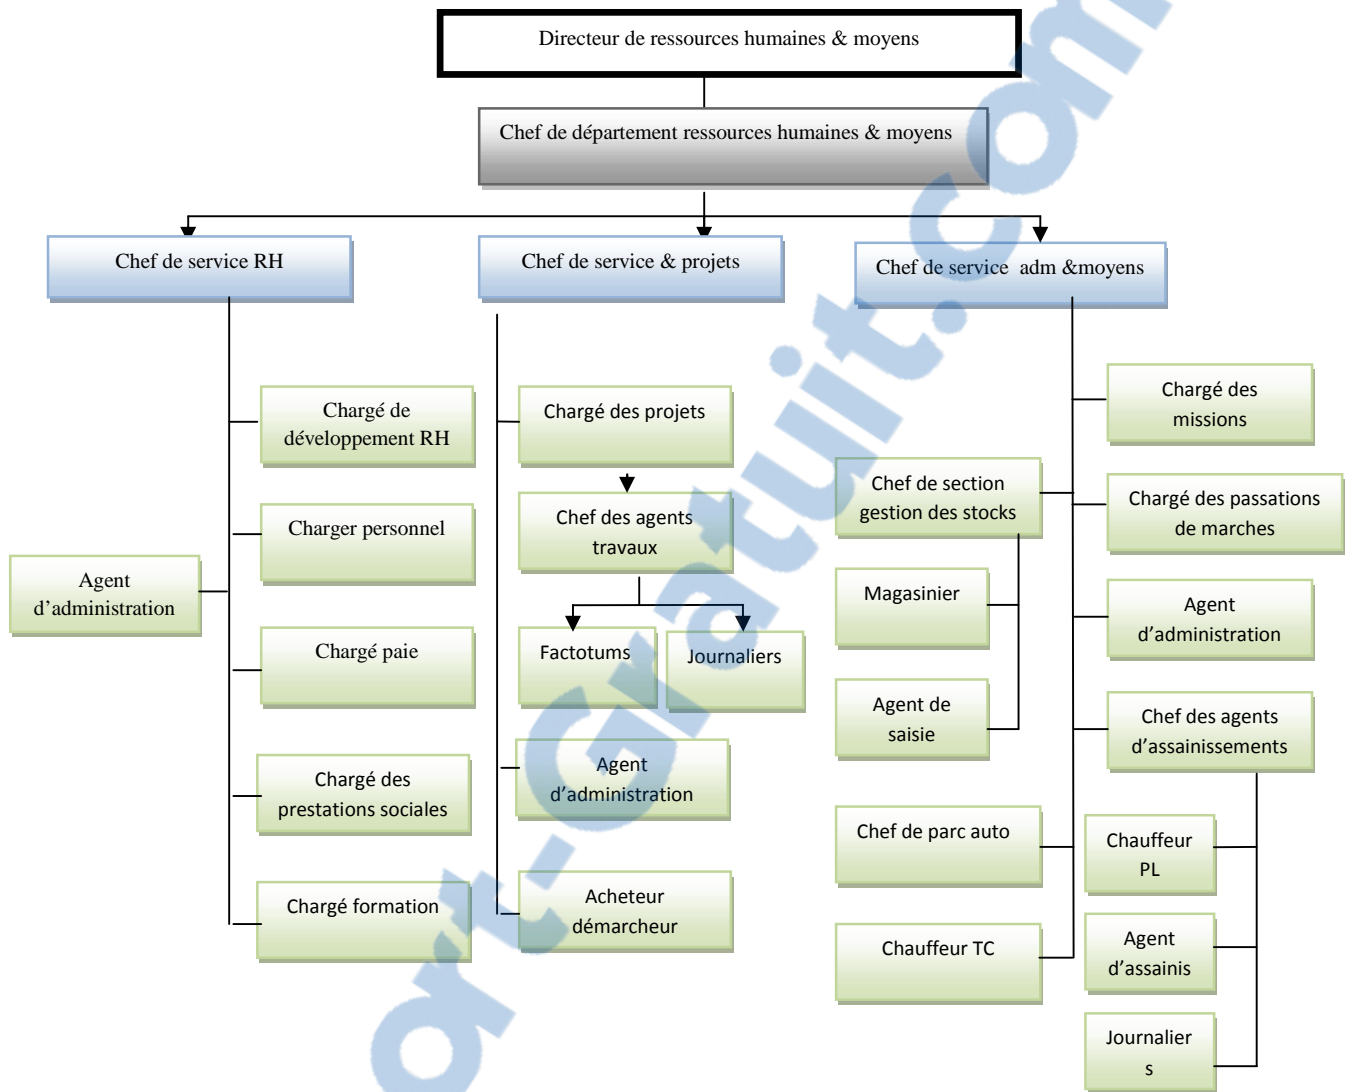 Directeur de ressources humaines & moyens
Chef de département ressources humaines & moyens
Chef de service RH
Chef de service & projets
Chef de service adm &moyens
Chargé de
développement RH
Charger personnel
Agent
d’administration
Chargé paie
Chargé des
prestations sociales
Chargé formation
Chargé des projets
Chef des agents
travaux
Factotums
Journaliers
Agent
d’administration
Acheteur
démarcheur
Chargé des
missions
Chef de section
gestion des stocks
Chargé des passations
de marches
Magasinier
Agent
d’administration
Agent de
saisie
Chef des agents
d’assainissements
Chef de parc auto
Chauffeur
PL
Chauffeur TC
Agent
d’assainis
Journalier
s
art-Gratuit.com